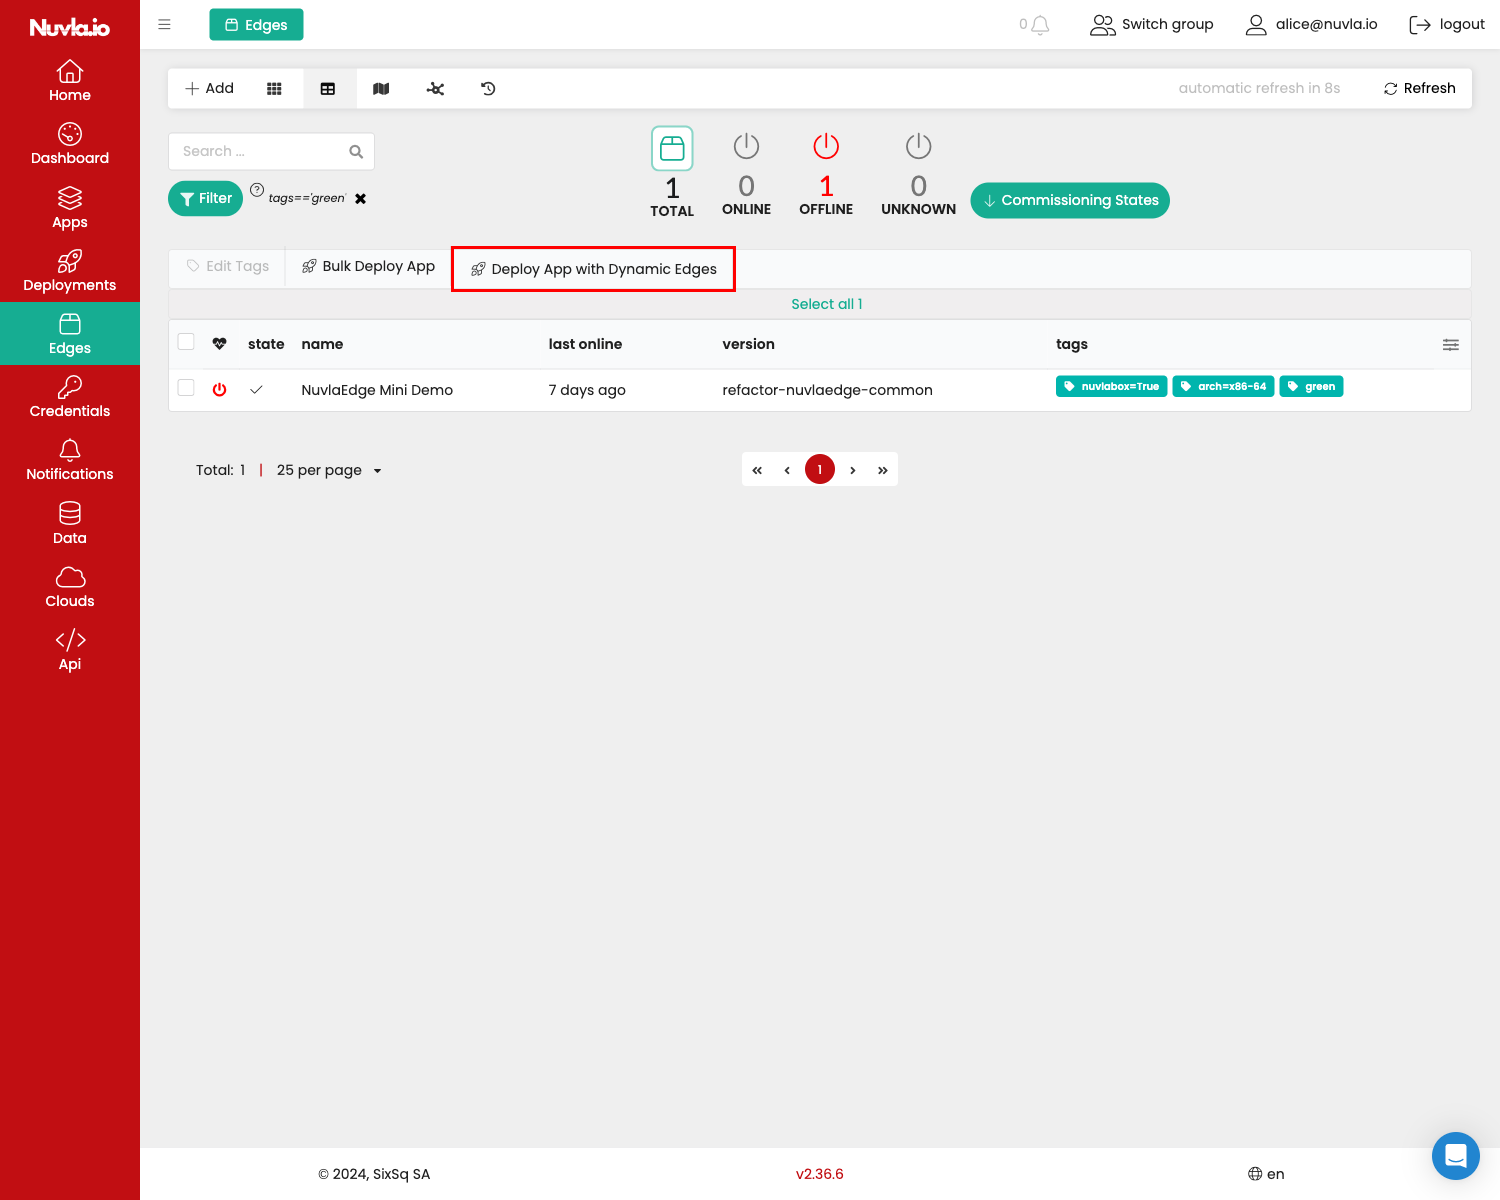 Nuvla.io
Home
Dashboard
Apps
Deployments
Edges
Credentials
Notifications
Data
Clouds
Api
Edges
0
Switch group
alice@nuvla.io
logout
Add
automatic refresh in 8s
Refresh
Search ...
Filter
? tags=='green'
1
TOTAL
0
ONLINE
1
OFFLINE
0
UNKNOWN
Commissioning States
Edit Tags
Bulk Deploy App
Deploy App with Dynamic Edges
Select all 1
state name last online version tags
NuvlaEdge Mini Demo 7 days ago refactor-nuvlaedge-common nuvlabox=True arch=x86-64 green
Total: 1 | 25 per page
« ‹ 1 › »
© 2024, SixSq SA
v2.36.6
en